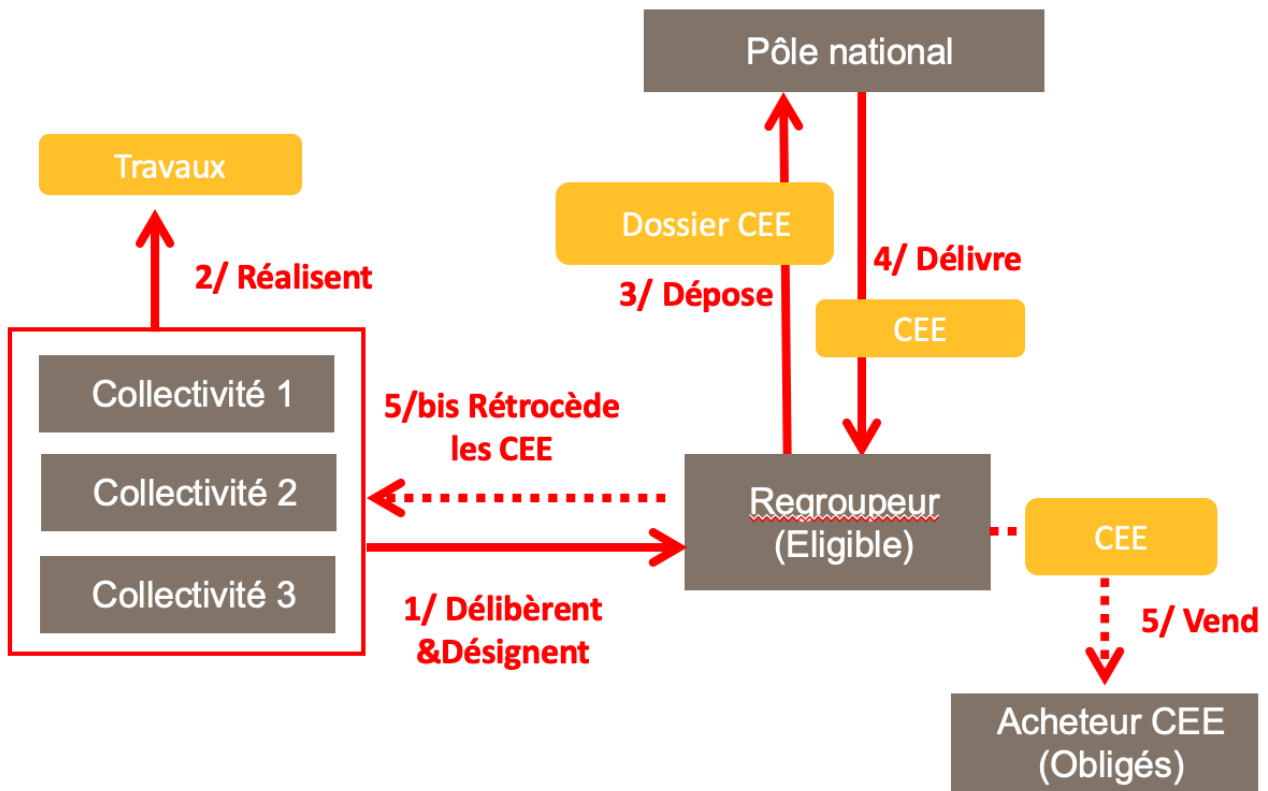 Pôle national
Travaux
Dossier CEE
2/ Réalisent
3/ Dépose
4/ Délivre
CEE
Collectivité 1
Collectivité 2
Collectivité 3
5/bis Rétrocède
les CEE
Regroupeur
(Eligible)
CEE
1/ Délibèrent
&Désignent
5/ Vend
Acheteur CEE
(Obligés)